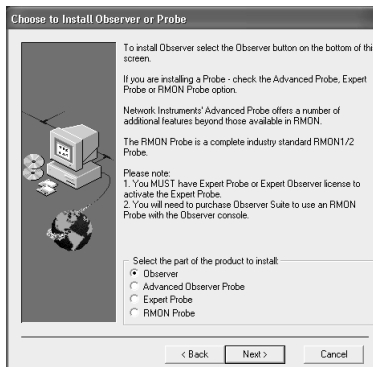 Choose to Install Observer or Probe
To install Observer select the Observer button on the bottom of thi
screen.
If you are installing a Probe - check the Advanced Probe, Expert
Probe or RMON Probe option.
Network Instruments' Advanced Probe offers a number of
additional features beyond those available in RMON.
The RMON Probe is a complete industry standard RMON1/2
Probe.
Please note:
1. You MUST have Expert Probe or Expert Observer license to
activate the Expert Probe.
2. You will need to purchase Observer Suite to use an RMON
Probe with the Observer console.
Select the part of the product to install:
Observer
Advanced Observer Probe
Expert Probe
RMON Probe
< Back
Next >
Cancel